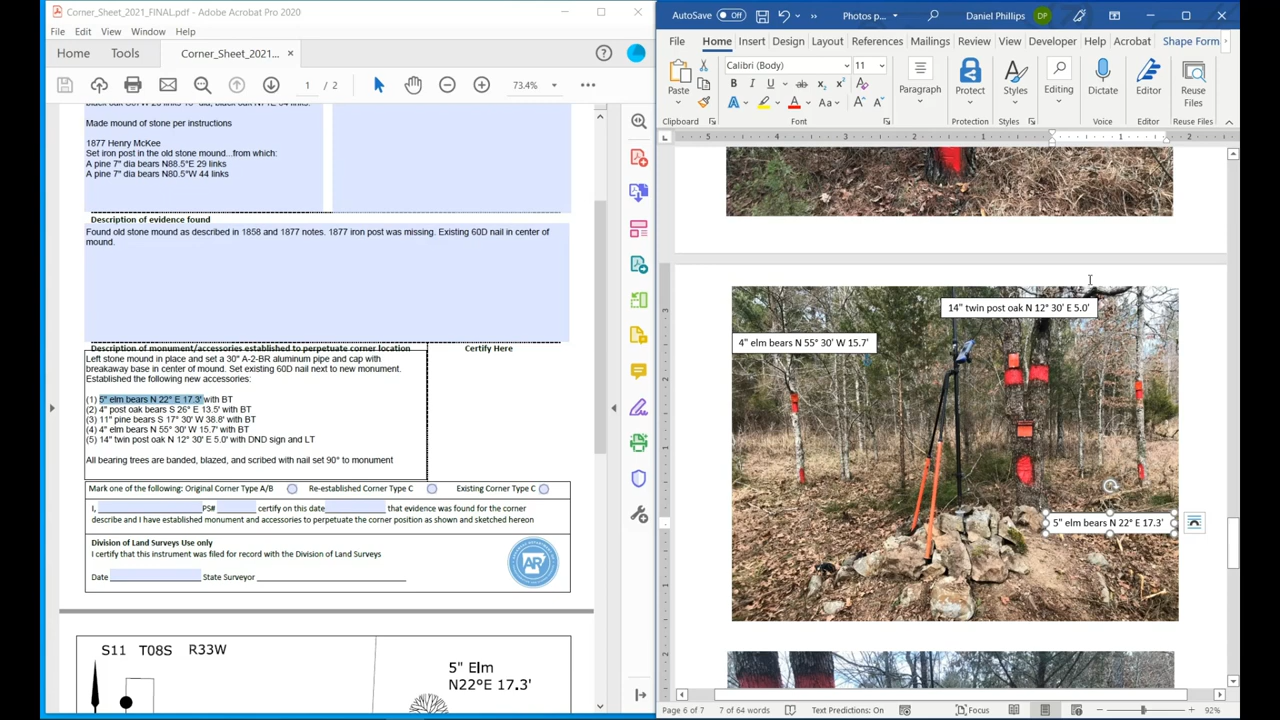 Corner_Sheet_2021_FINAL.pdf - Adobe Acrobat Pro 2020
File Edit View Window Help
Home Tools Corner_Sheet_2021... ×
/ 2 73.4%
Made mound of stone per instructions
1877 Henry McKee
Set iron post in the old stone mound...from which:
A pine 7" dia bears N88.5°E 29 links
A pine 7" dia bears N80.5°W 44 links
Description of evidence found
Found old stone mound as described in 1858 and 1877 notes. 1877 iron post was missing. Existing 60D nail in center of
mound.
Description of monument/accessories established to perpetuate corner location
Certify Here
Left stone mound in place and set a 30" A-2-BR aluminum pipe and cap with
breakaway base in center of mound. Set existing 60D nail next to new monument.
Established the following new accessories:
(1) 5" elm bears N 22° E 17.3' with BT
(2) 4" post oak bears S 26° E 13.5' with BT
(3) 11" pine bears S 17° 30' W 38.8' with BT
(4) 4" elm bears N 55° 30' W 15.7' with BT
(5) 14" twin post oak N 12° 30' E 5.0' with DND sign and LT
All bearing trees are banded, blazed, and scribed with nail set 90° to monument
Mark one of the following: Original Corner Type A/B Re-established Corner Type C Existing Corner Type C
I, PS# certify on this date that evidence was found for the corner
describe and I have established monument and accessories to perpetuate the corner position as shown and sketched hereon
Division of Land Surveys Use only
I certify that this instrument was filed for record with the Division of Land Surveys
Date State Surveyor
AR
S11 T08S R33W
5" Elm
N22°E 17.3'
AutoSave Off Photos p... Daniel Phillips DP
File Home Insert Design Layout References Mailings Review View Developer Help Acrobat Shape Form
Calibri (Body) 11
Paste Paragraph Protect Styles Editing Dictate Editor Reuse
Files
Clipboard Font Protection Styles Voice Editor Reuse Files
14" twin post oak N 12° 30' E 5.0'
4" elm bears N 55° 30' W 15.7'
5" elm bears N 22° E 17.3'
Page 6 of 7 7 of 64 words Text Predictions: On Focus 92%